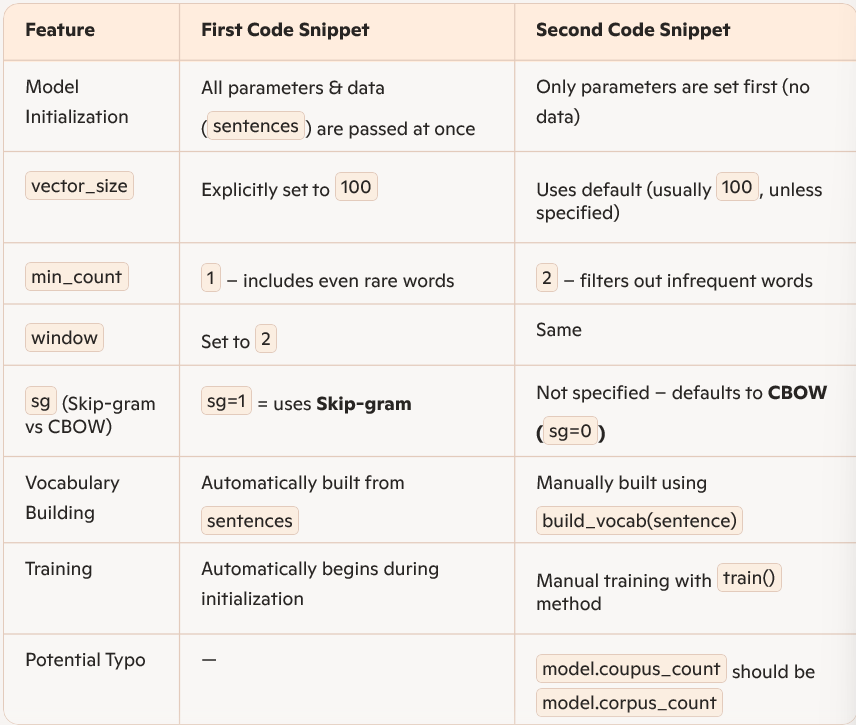 Feature First Code Snippet Second Code Snippet
Model Initialization
All parameters & data
(sentences) are passed at once
Only parameters are set first (no
data)
vector_size
Explicitly set to 100
Uses default (usually 100, unless
specified)
min_count
1 – includes even rare words
2 – filters out infrequent words
window
Set to 2
Same
sg (Skip-gram
vs CBOW)
sg=1 = uses Skip-gram
Not specified – defaults to CBOW
(sg=0)
Vocabulary
Building
Automatically built from
sentences
Manually built using
build_vocab(sentence)
Training
Automatically begins during
initialization
Manual training with train()
method
Potential Typo
—
model.coupus_count should be
model.corpus_count